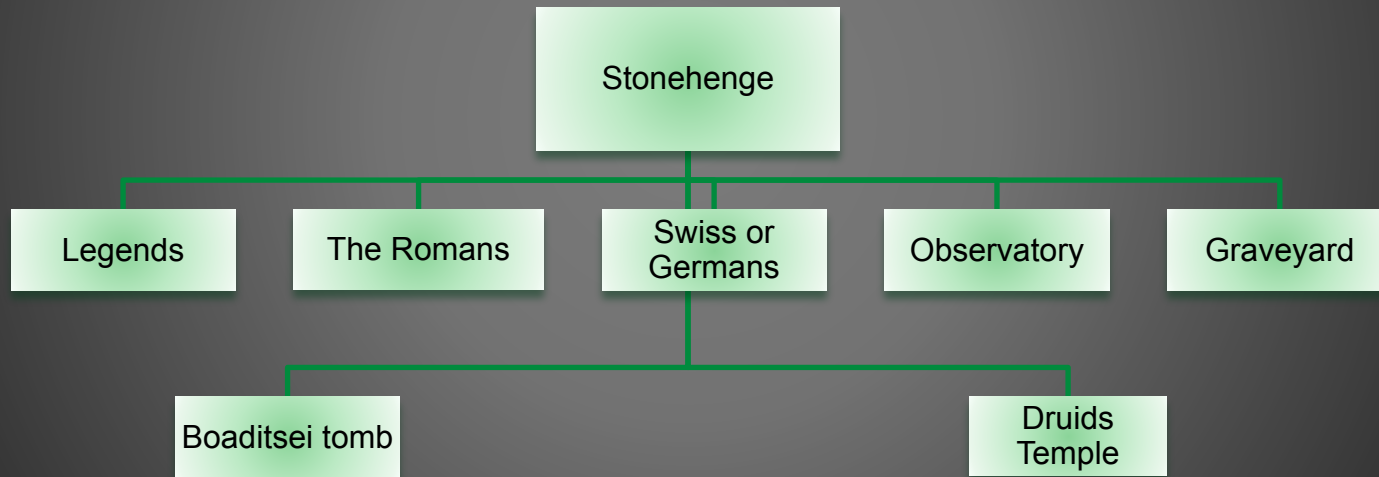 Stonehenge
Legends
The Romans
Swiss or
Germans
Observatory
Graveyard
Boaditsei tomb
Druids
Temple